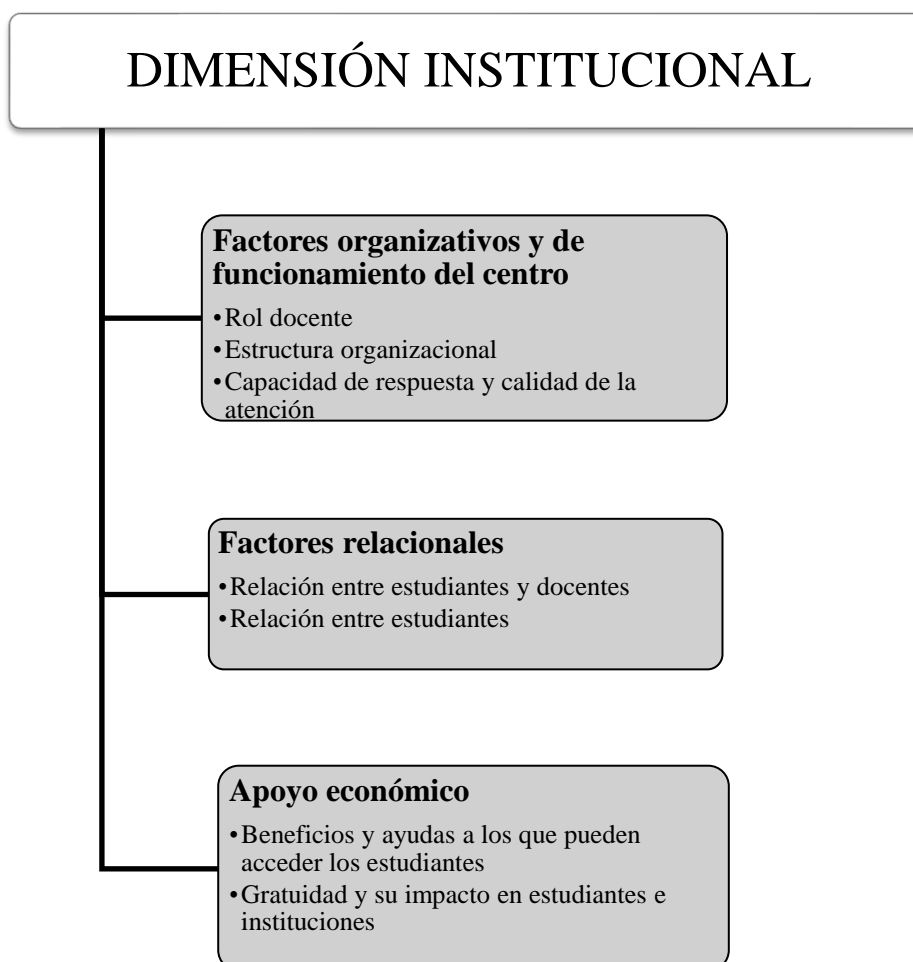 DIMENSIÓN INSTITUCIONAL
Factores organizativos y de
funcionamiento del centro
•Rol docente
•Estructura organizacional
•Capacidad de respuesta y calidad de la
atención
Factores relacionales
•Relación entre estudiantes y docentes
•Relación entre estudiantes
Apoyo económico
•Beneficios y ayudas a los que pueden
acceder los estudiantes
•Gratuidad y su impacto en estudiantes e
instituciones